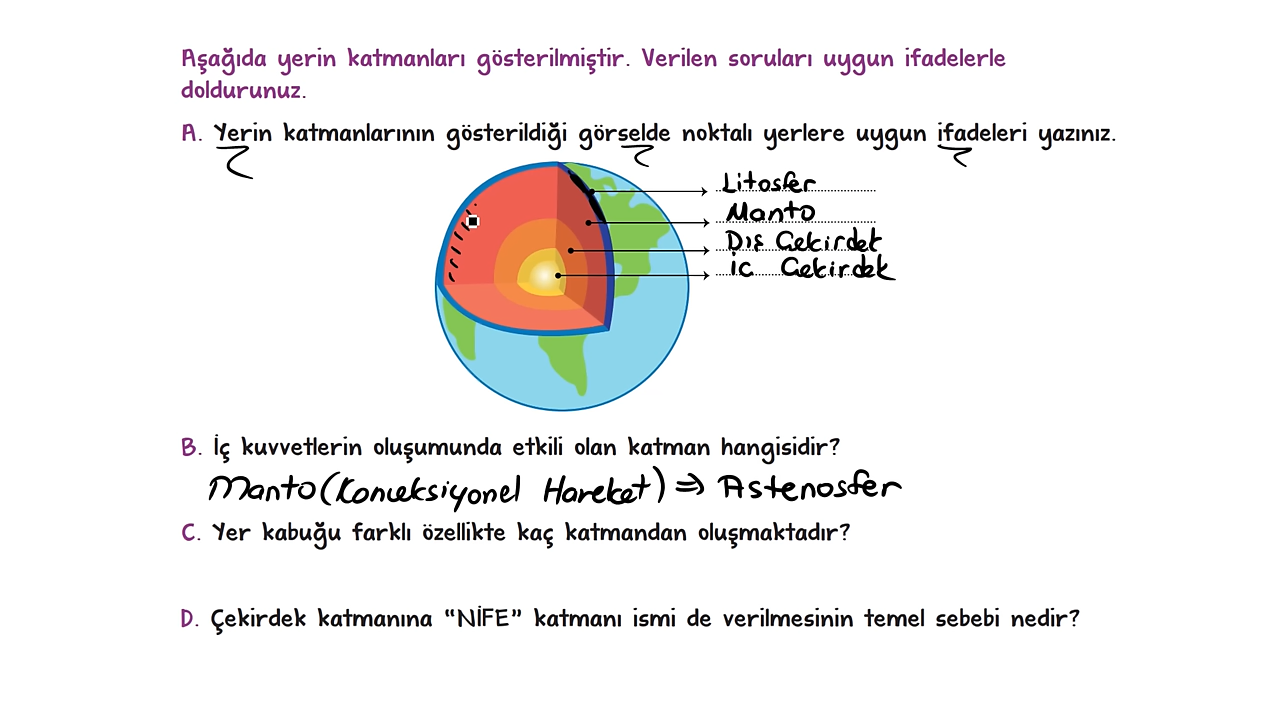 Aşağıda yerin katmanları gösterilmiştir. Verilen soruları uygun ifadelerle
doldurunuz.
A. Yerin katmanlarının gösterildiği görselde noktalı yerlere uygun ifadeleri yazınız.
Litosfer
Manto
Dış Çekirdek
İç Çekirdek
B. İç kuvvetlerin oluşumunda etkili olan katman hangisidir?
Manto (Konveksiyonel Hareket) ⇒ Astenosfer
C. Yer kabuğu farklı özellikte kaç katmandan oluşmaktadır?
D. Çekirdek katmanına "NİFE" katmanı ismi de verilmesinin temel sebebi nedir?